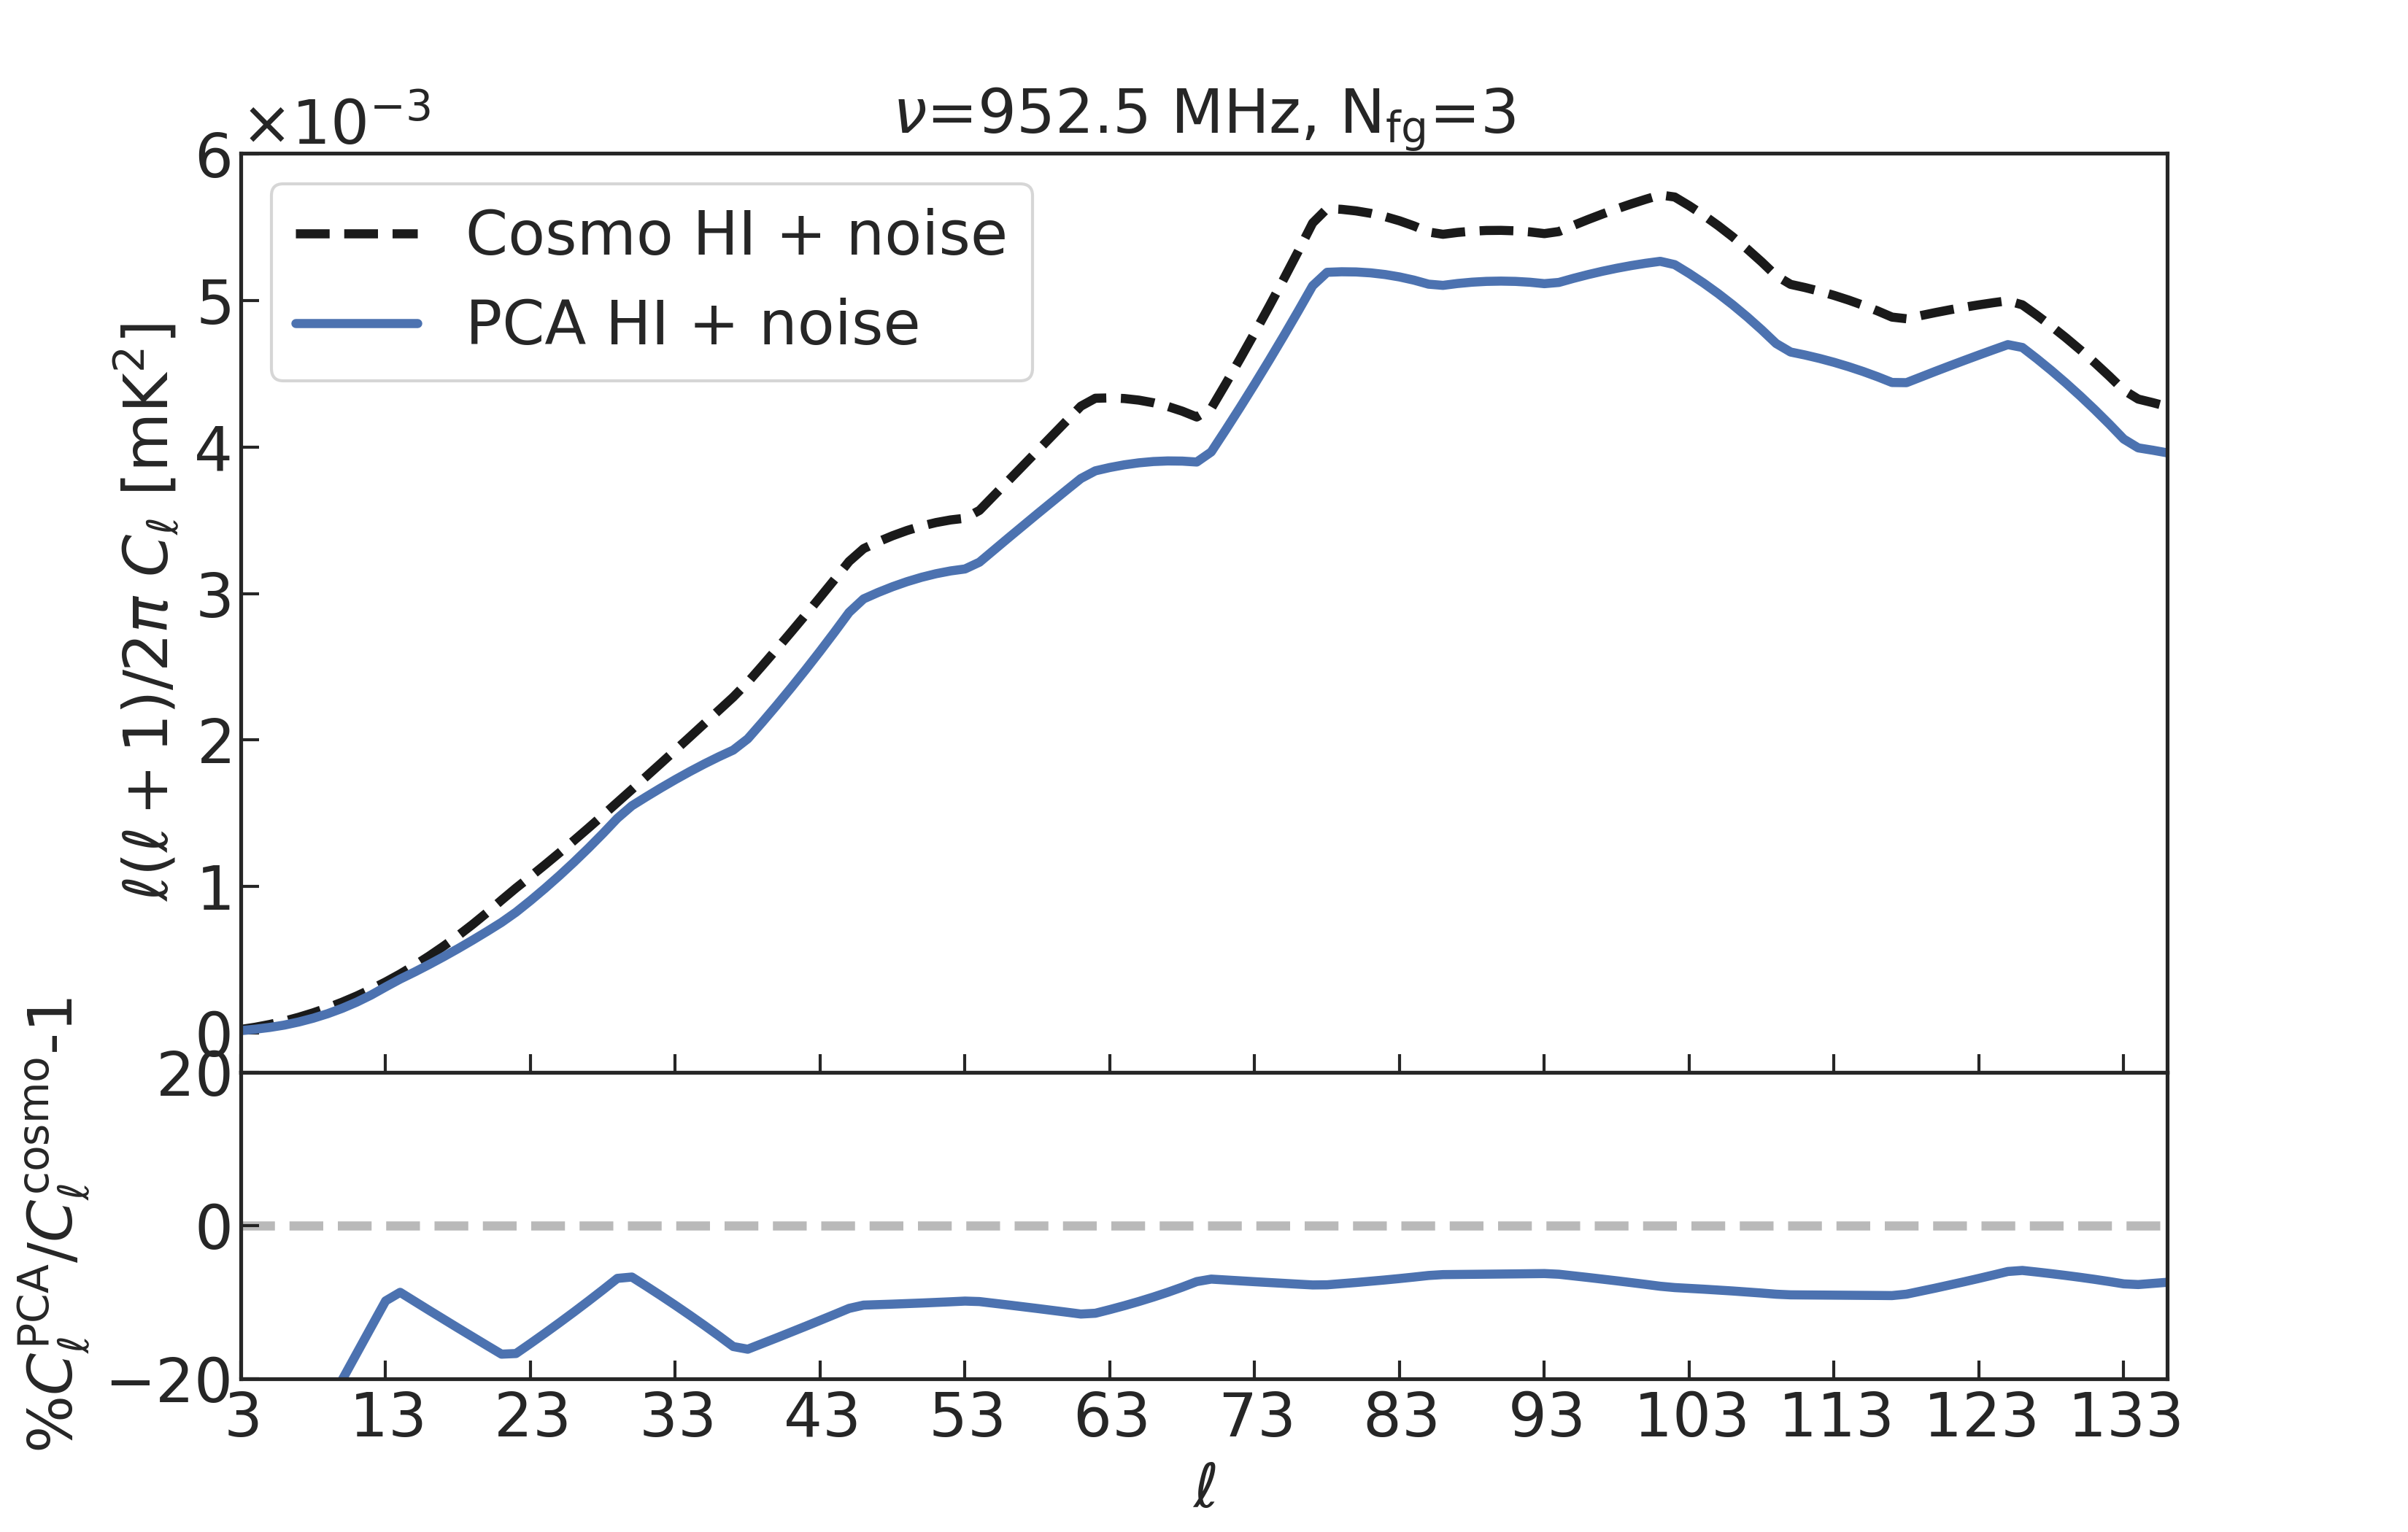 ×10⁻³
ν=952.5 MHz, N_fg=3
6
5
4
3
2
1
0
ℓ(ℓ+1)/2π C_ℓ [mK²]
Cosmo HI + noise
PCA HI + noise
20
0
−20
%C_ℓ^PCA/C_ℓ^cosmo-1
3 13 23 33 43 53 63 73 83 93 103 113 123 133
ℓ